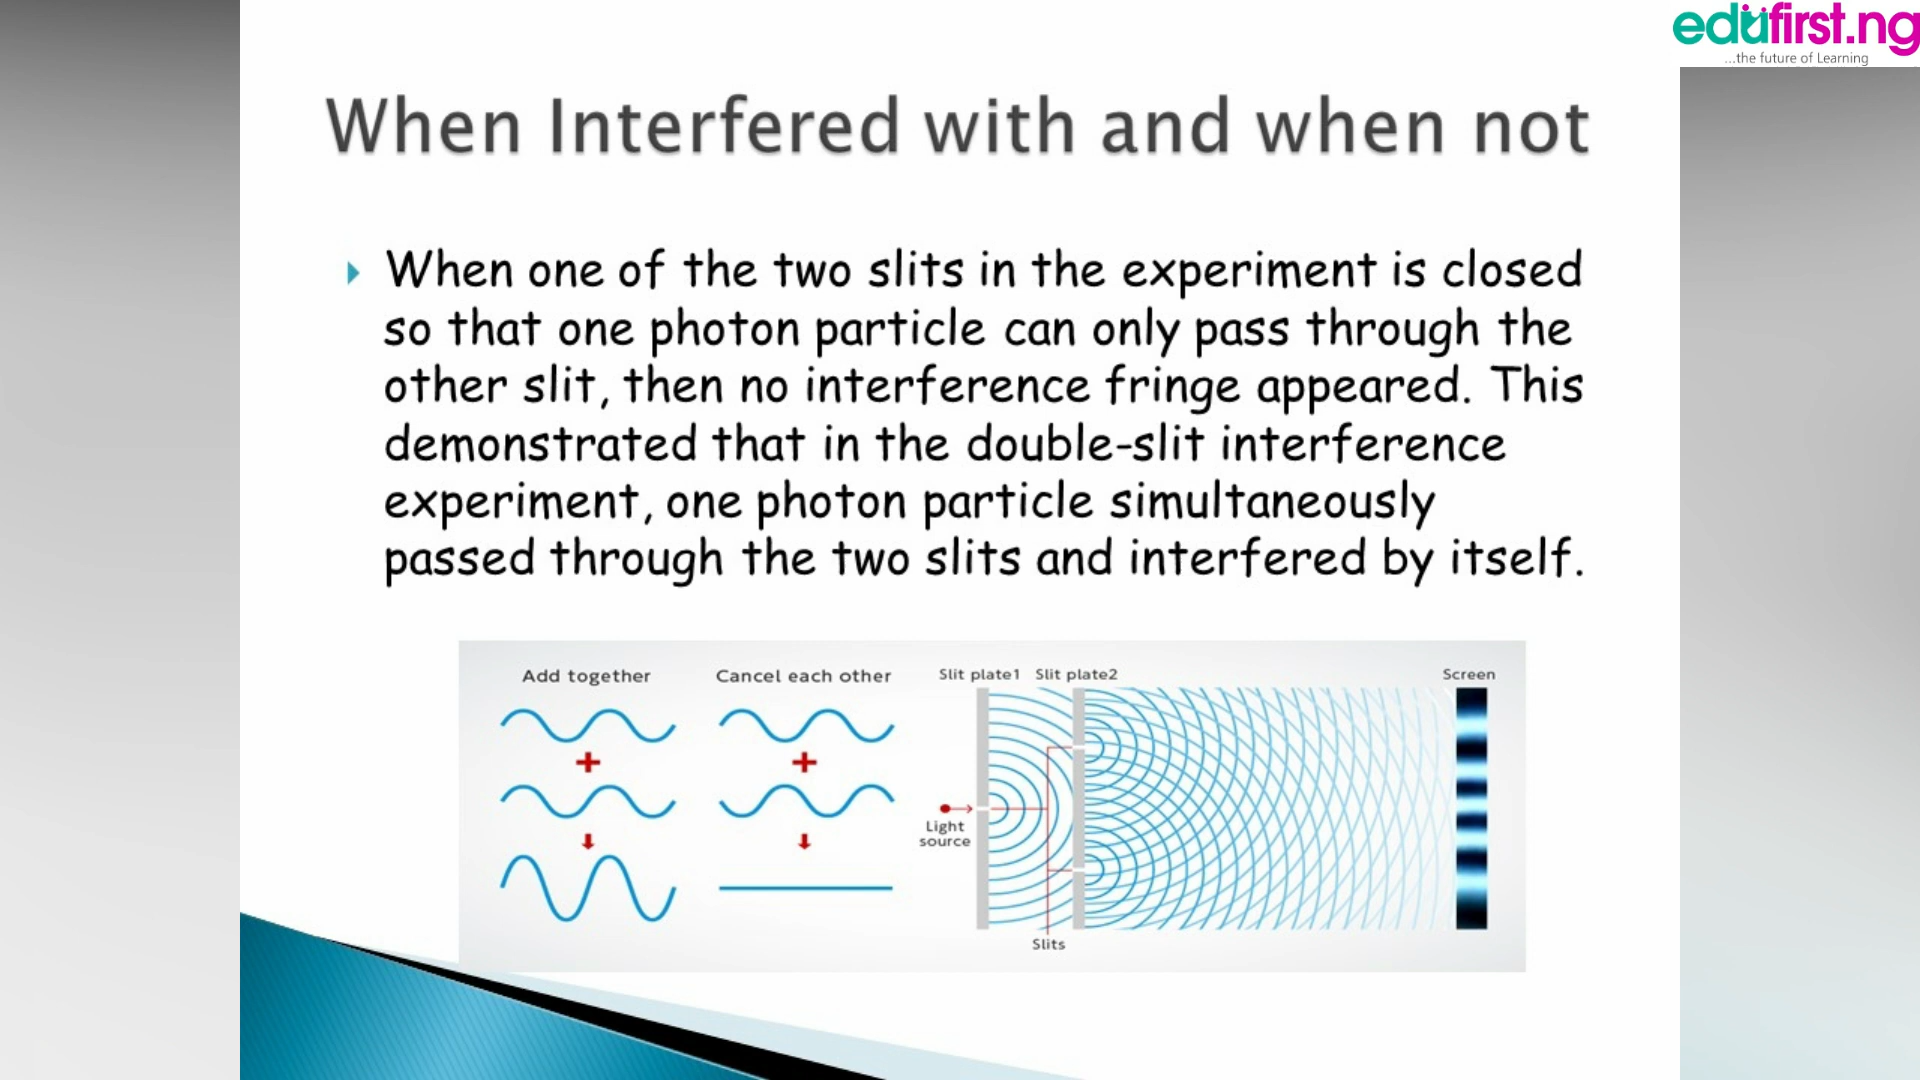 edufirst.ng
...the future of Learning
When Interfered with and when not
When one of the two slits in the experiment is closed
so that one photon particle can only pass through the
other slit, then no interference fringe appeared. This
demonstrated that in the double-slit interference
experiment, one photon particle simultaneously
passed through the two slits and interfered by itself.
Add together
Cancel each other
Slit plate1
Slit plate2
Screen
Light
source
Slits